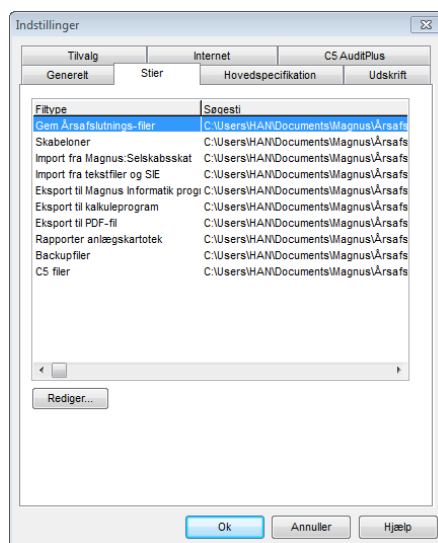 Indstillinger
Tilvalg Internet C5 AuditPlus
Generelt Stier Hovedspecifikation Udskrift
Filtype Søgesti
Gem Årsafslutnings-filer C:\Users\HAN\Documents\Magnus\Årsafs
Skabeloner C:\Users\HAN\Documents\Magnus\Årsafs
Import fra Magnus:Selskabsskat C:\Users\HAN\Documents\Magnus\Årsafs
Import fra tekstfiler og SIE C:\Users\HAN\Documents\Magnus\Årsafs
Eksport til Magnus Informatik progr C:\Users\HAN\Documents\Magnus\Årsafs
Eksport til kalkuleprogram C:\Users\HAN\Documents\Magnus\Årsafs
Eksport til PDF-fil C:\Users\HAN\Documents\Magnus\Årsafs
Rapporter anlægskartotek C:\Users\HAN\Documents\Magnus\Årsafs
Backupfiler C:\Users\HAN\Documents\Magnus\Årsafs
C5 filer C:\Users\HAN\Documents\Magnus\Årsafs
Rediger...
Ok Annuller Hjælp